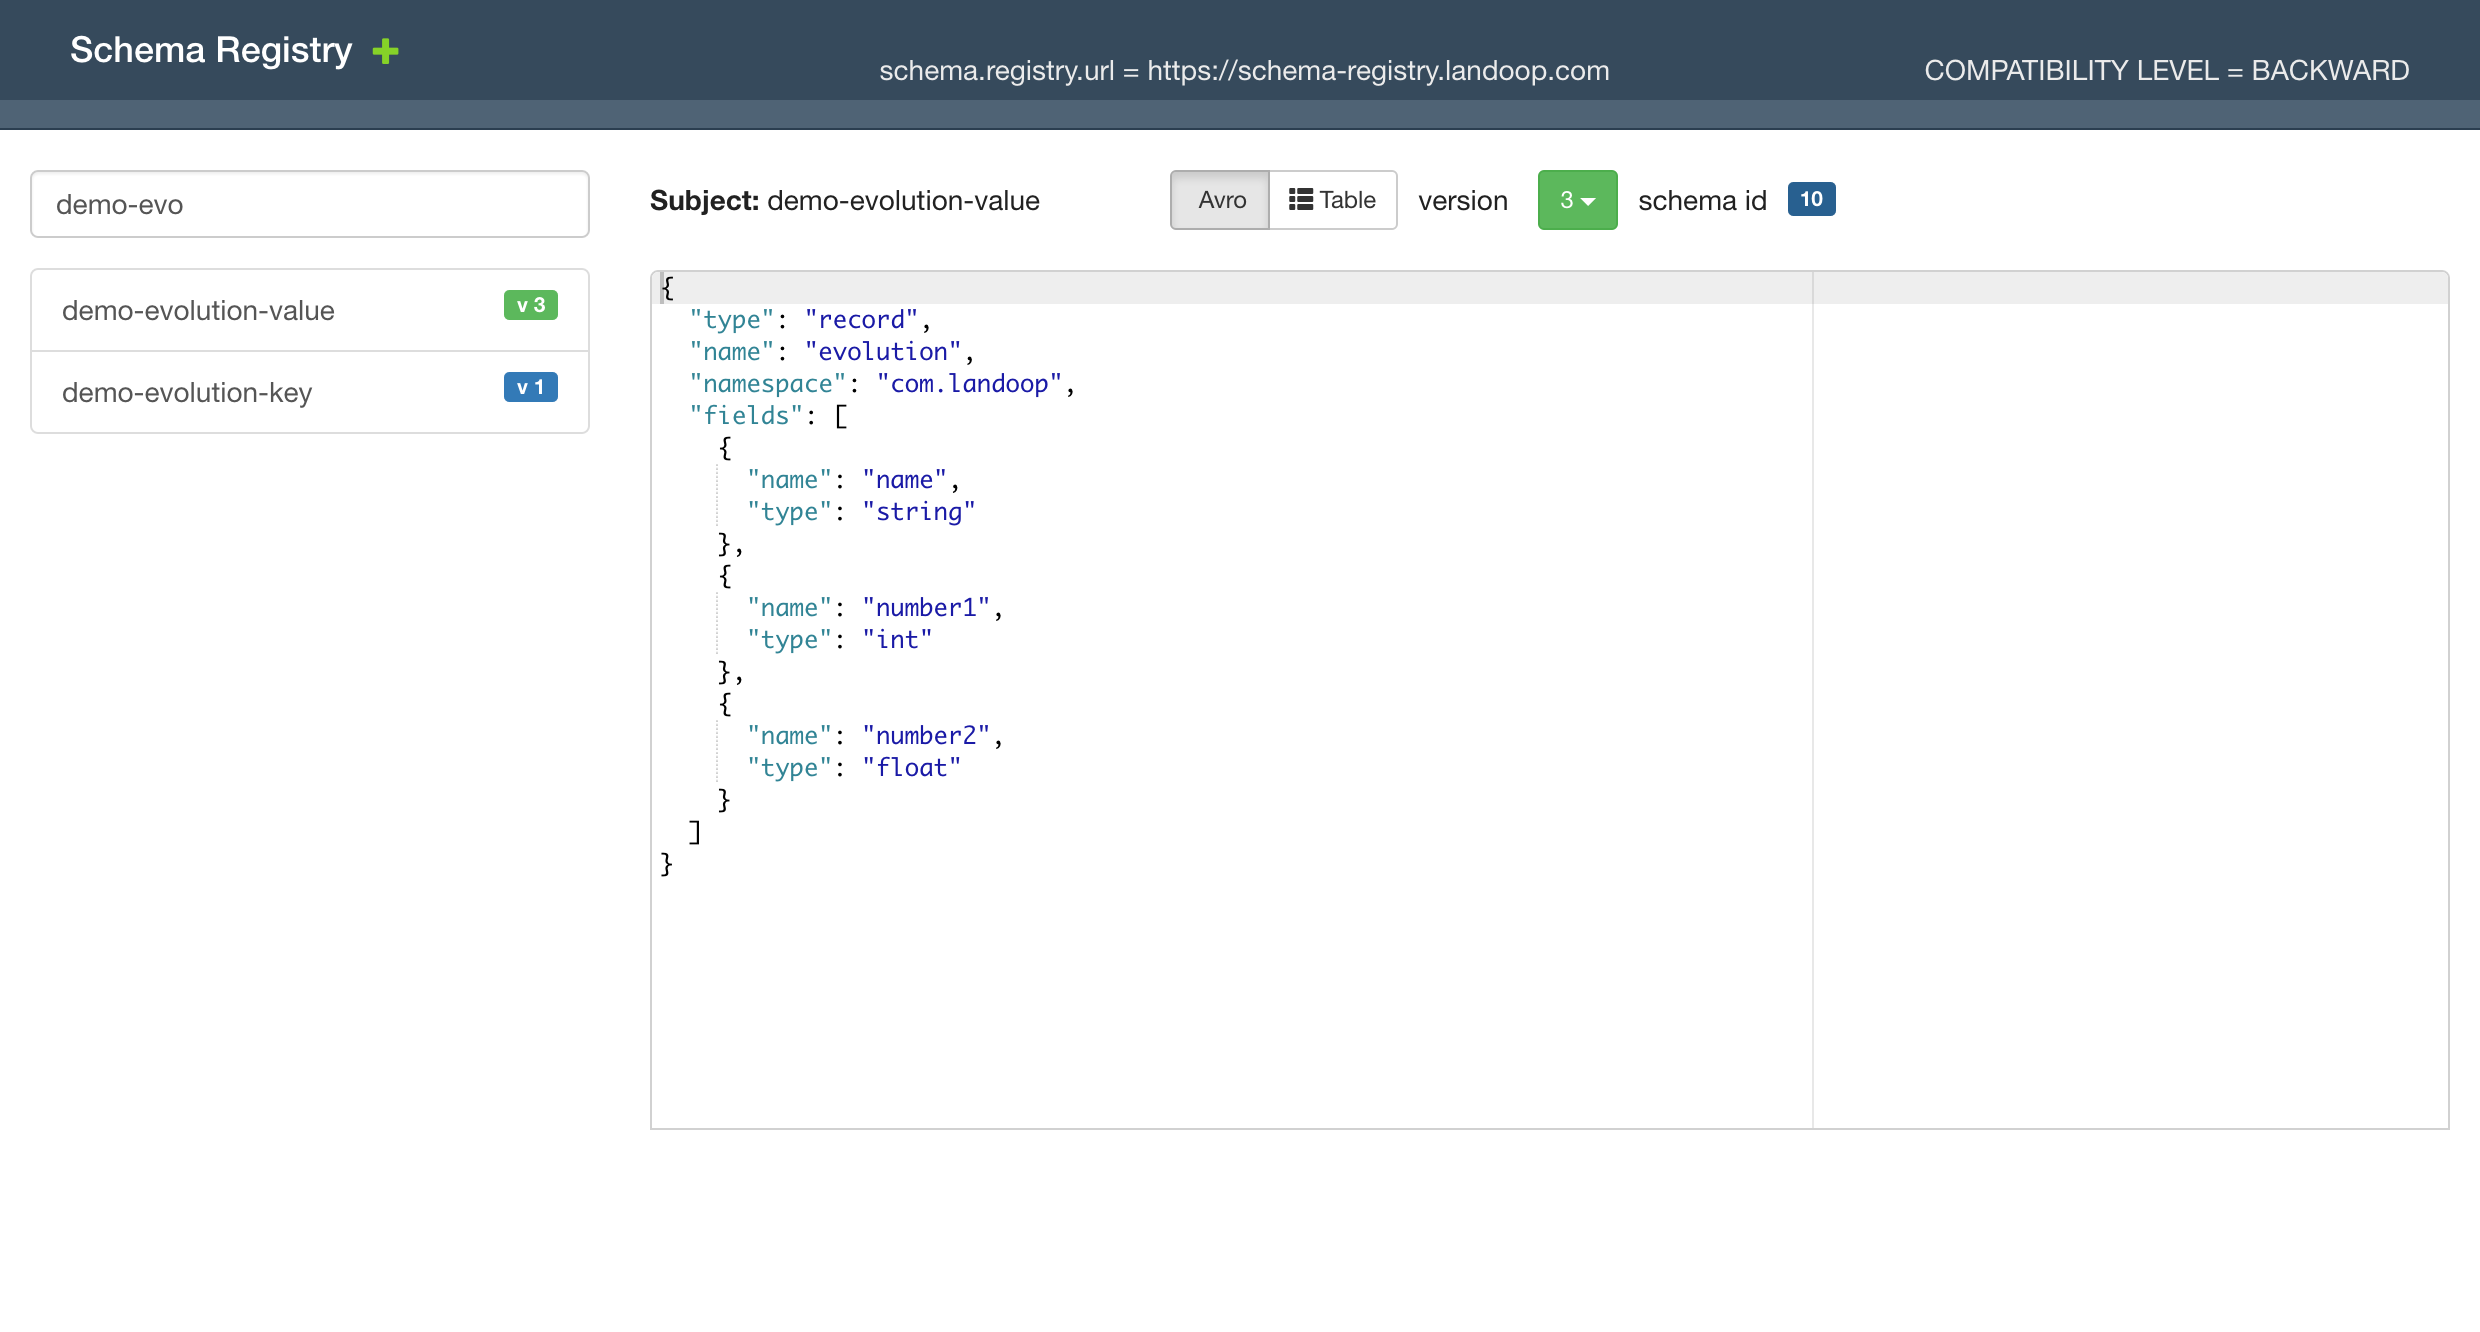 Schema Registry
schema.registry.url = https://schema-registry.landoop.com
COMPATIBILITY LEVEL = BACKWARD
demo-evo
demo-evolution-value v 3
demo-evolution-key v 1
Subject: demo-evolution-value Avro Table version 3 schema id 10
{
  "type": "record",
  "name": "evolution",
  "namespace": "com.landoop",
  "fields": [
    {
      "name": "name",
      "type": "string"
    },
    {
      "name": "number1",
      "type": "int"
    },
    {
      "name": "number2",
      "type": "float"
    }
  ]
}